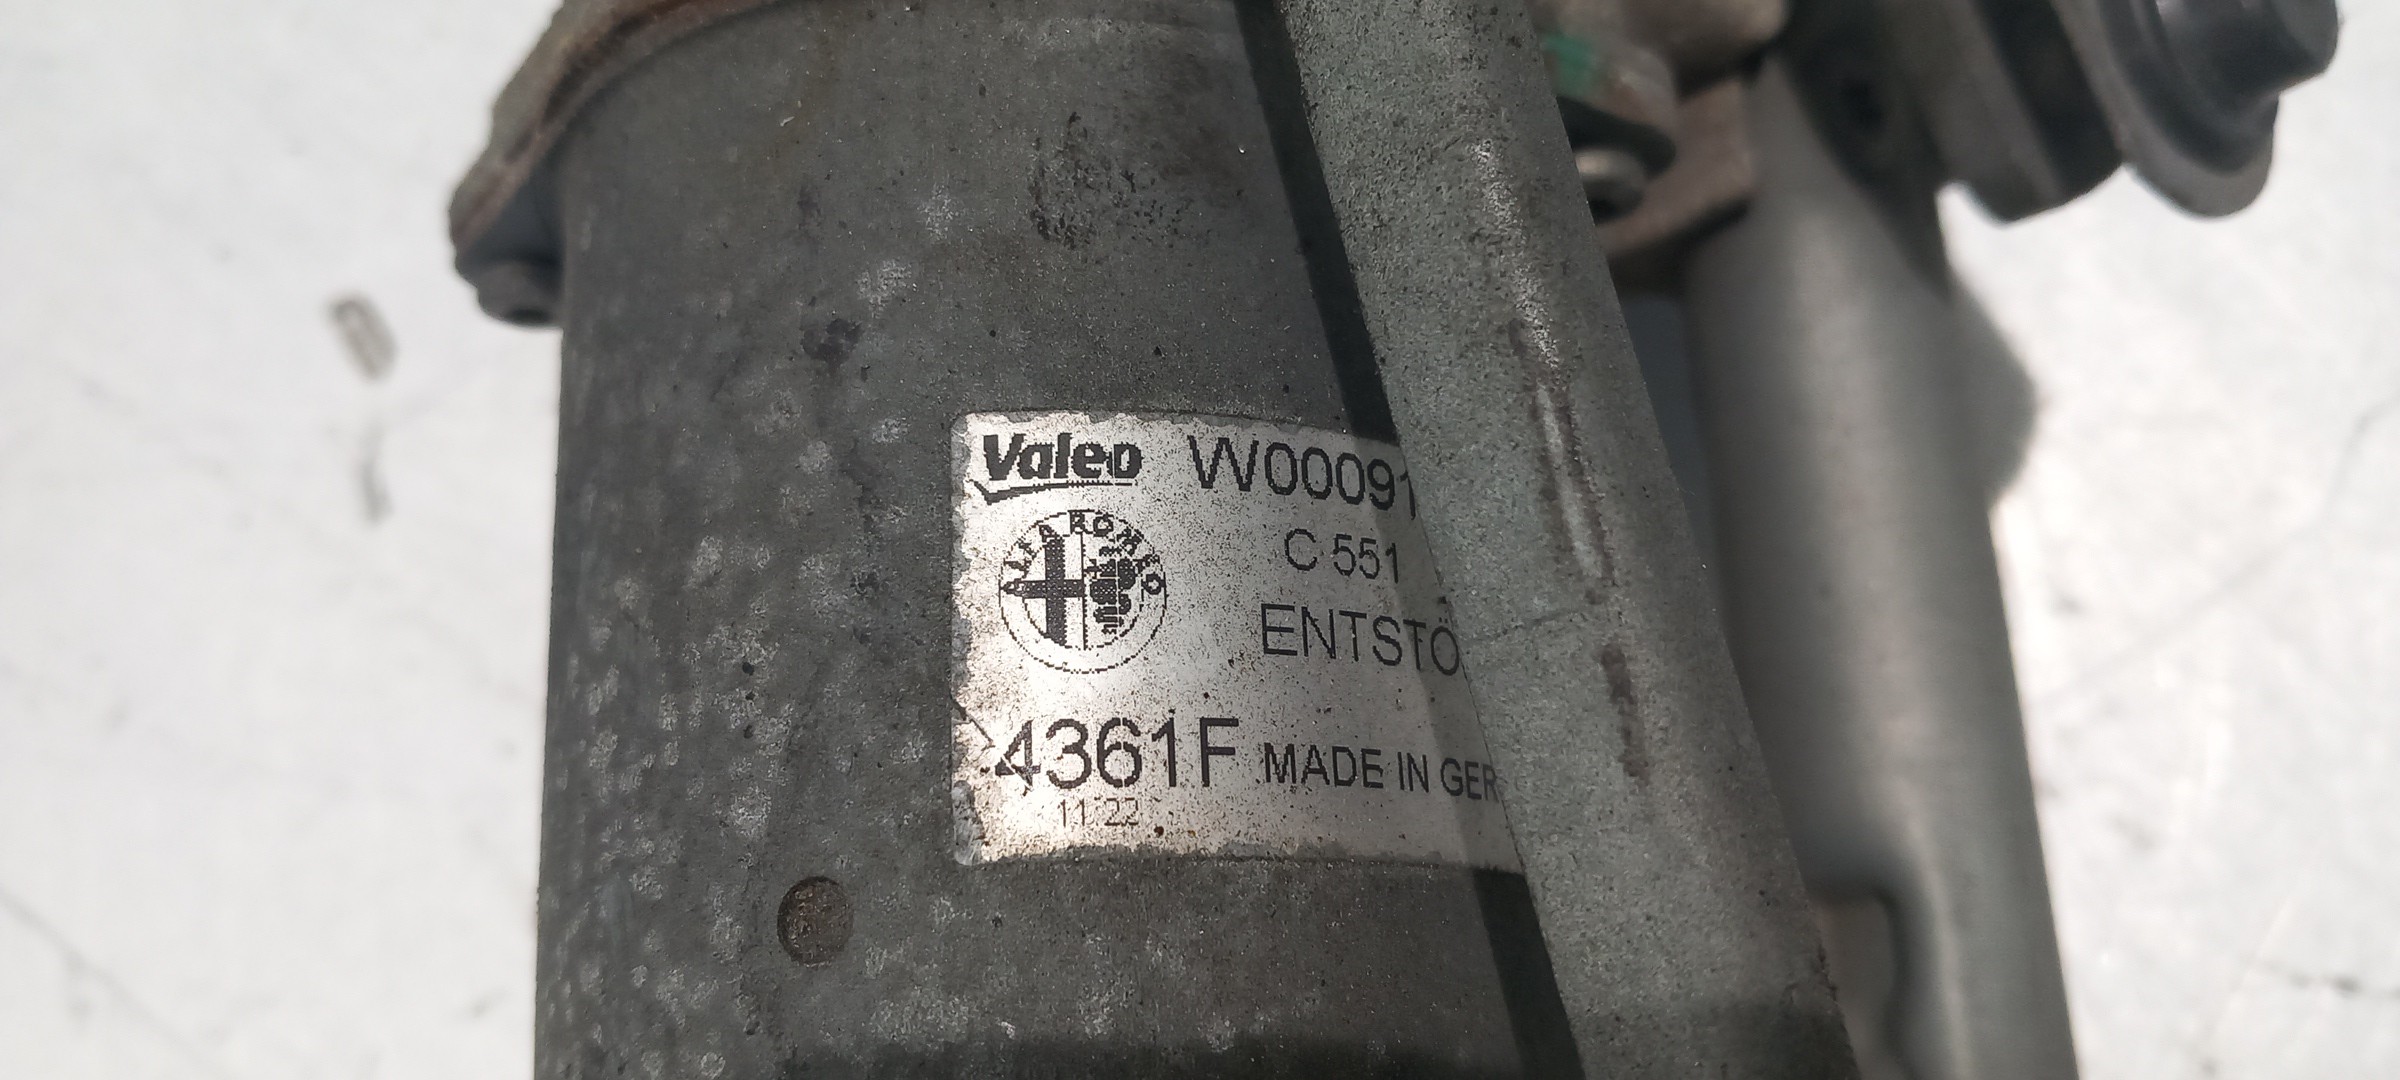 Valeo W00091
ALFA ROMEO
C 551
ENTSTÖ
4361F MADE IN GER
11 22